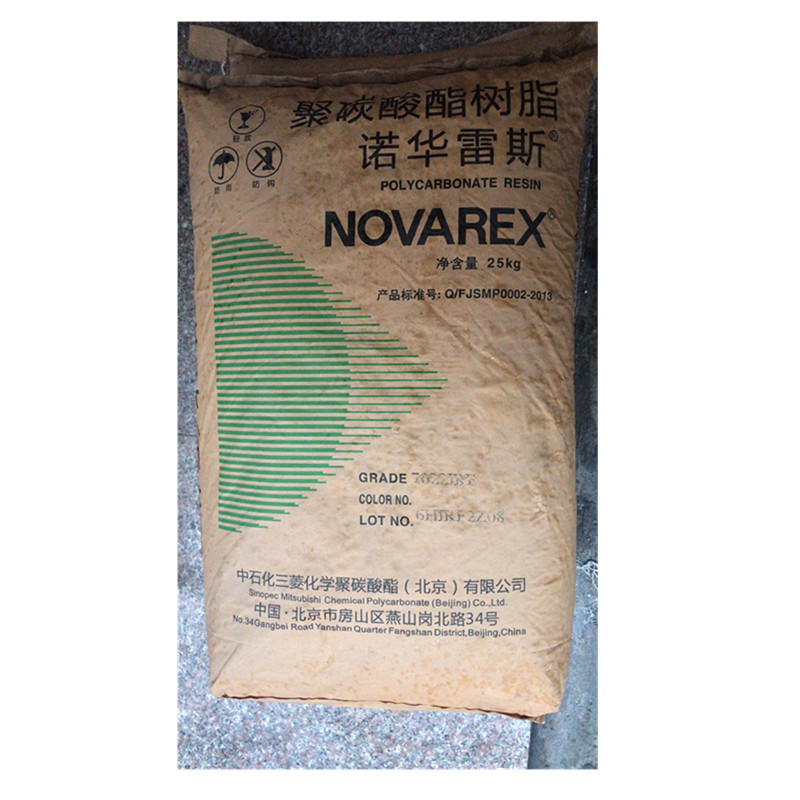 聚碳酸酯树脂
诺华雷斯®
POLYCARBONATE RESIN
NOVAREX®
净含量 25kg
产品标准号: Q/FJSMP0002-2013
防钩
GRADE
COLOR NO.
LOT NO.
中石化三菱化学聚碳酸酯（北京）有限公司
Sinopec Mitsubishi Chemical Polycarbonate (Beijing) Co.,Ltd.
中国·北京市房山区燕山岗北路34号
No.34Gangbei Road Yanshan Quarter Fangshan District,Beijing,China